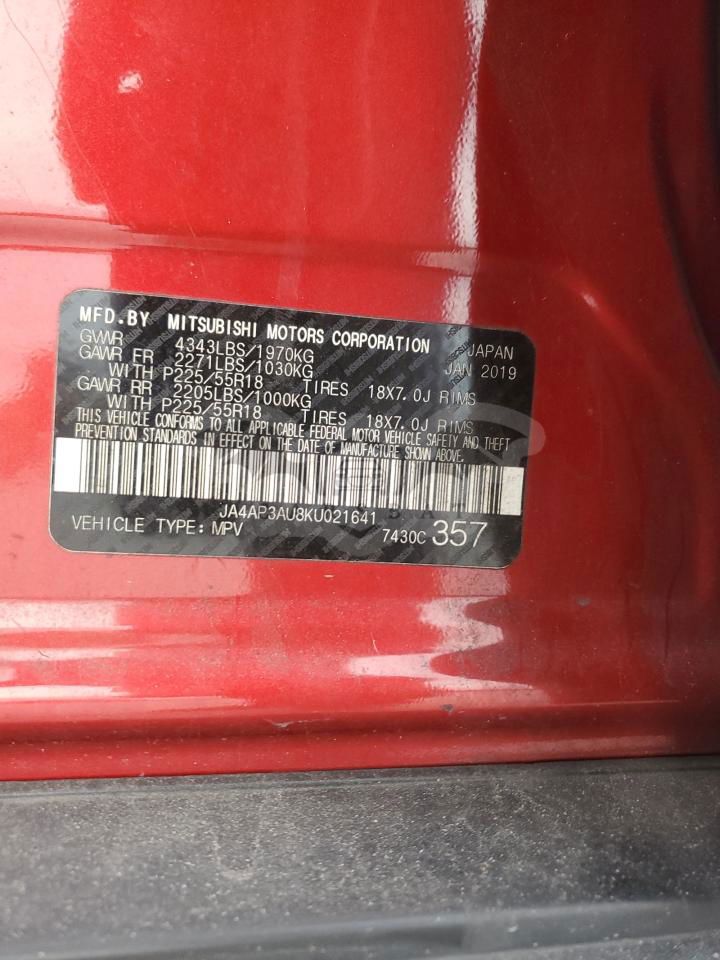 MFD.BY MITSUBISHI MOTORS CORPORATION JAPAN
GVWR 4343LBS/1970KG JAN 2019
GAWR FR 2271LBS/1030KG
WITH P225/55R18 TIRES 18X7.0J RIMS
GAWR RR 2205LBS/1000KG
WITH P225/55R18 TIRES 18X7.0J RIMS
THIS VEHICLE CONFORMS TO ALL APPLICABLE FEDERAL MOTOR VEHICLE SAFETY AND THEFT
PREVENTION STANDARDS IN EFFECT ON THE DATE OF MANUFACTURE SHOWN ABOVE.
JA4AP3AU8KU021641
VEHICLE TYPE: MPV 7430C 357